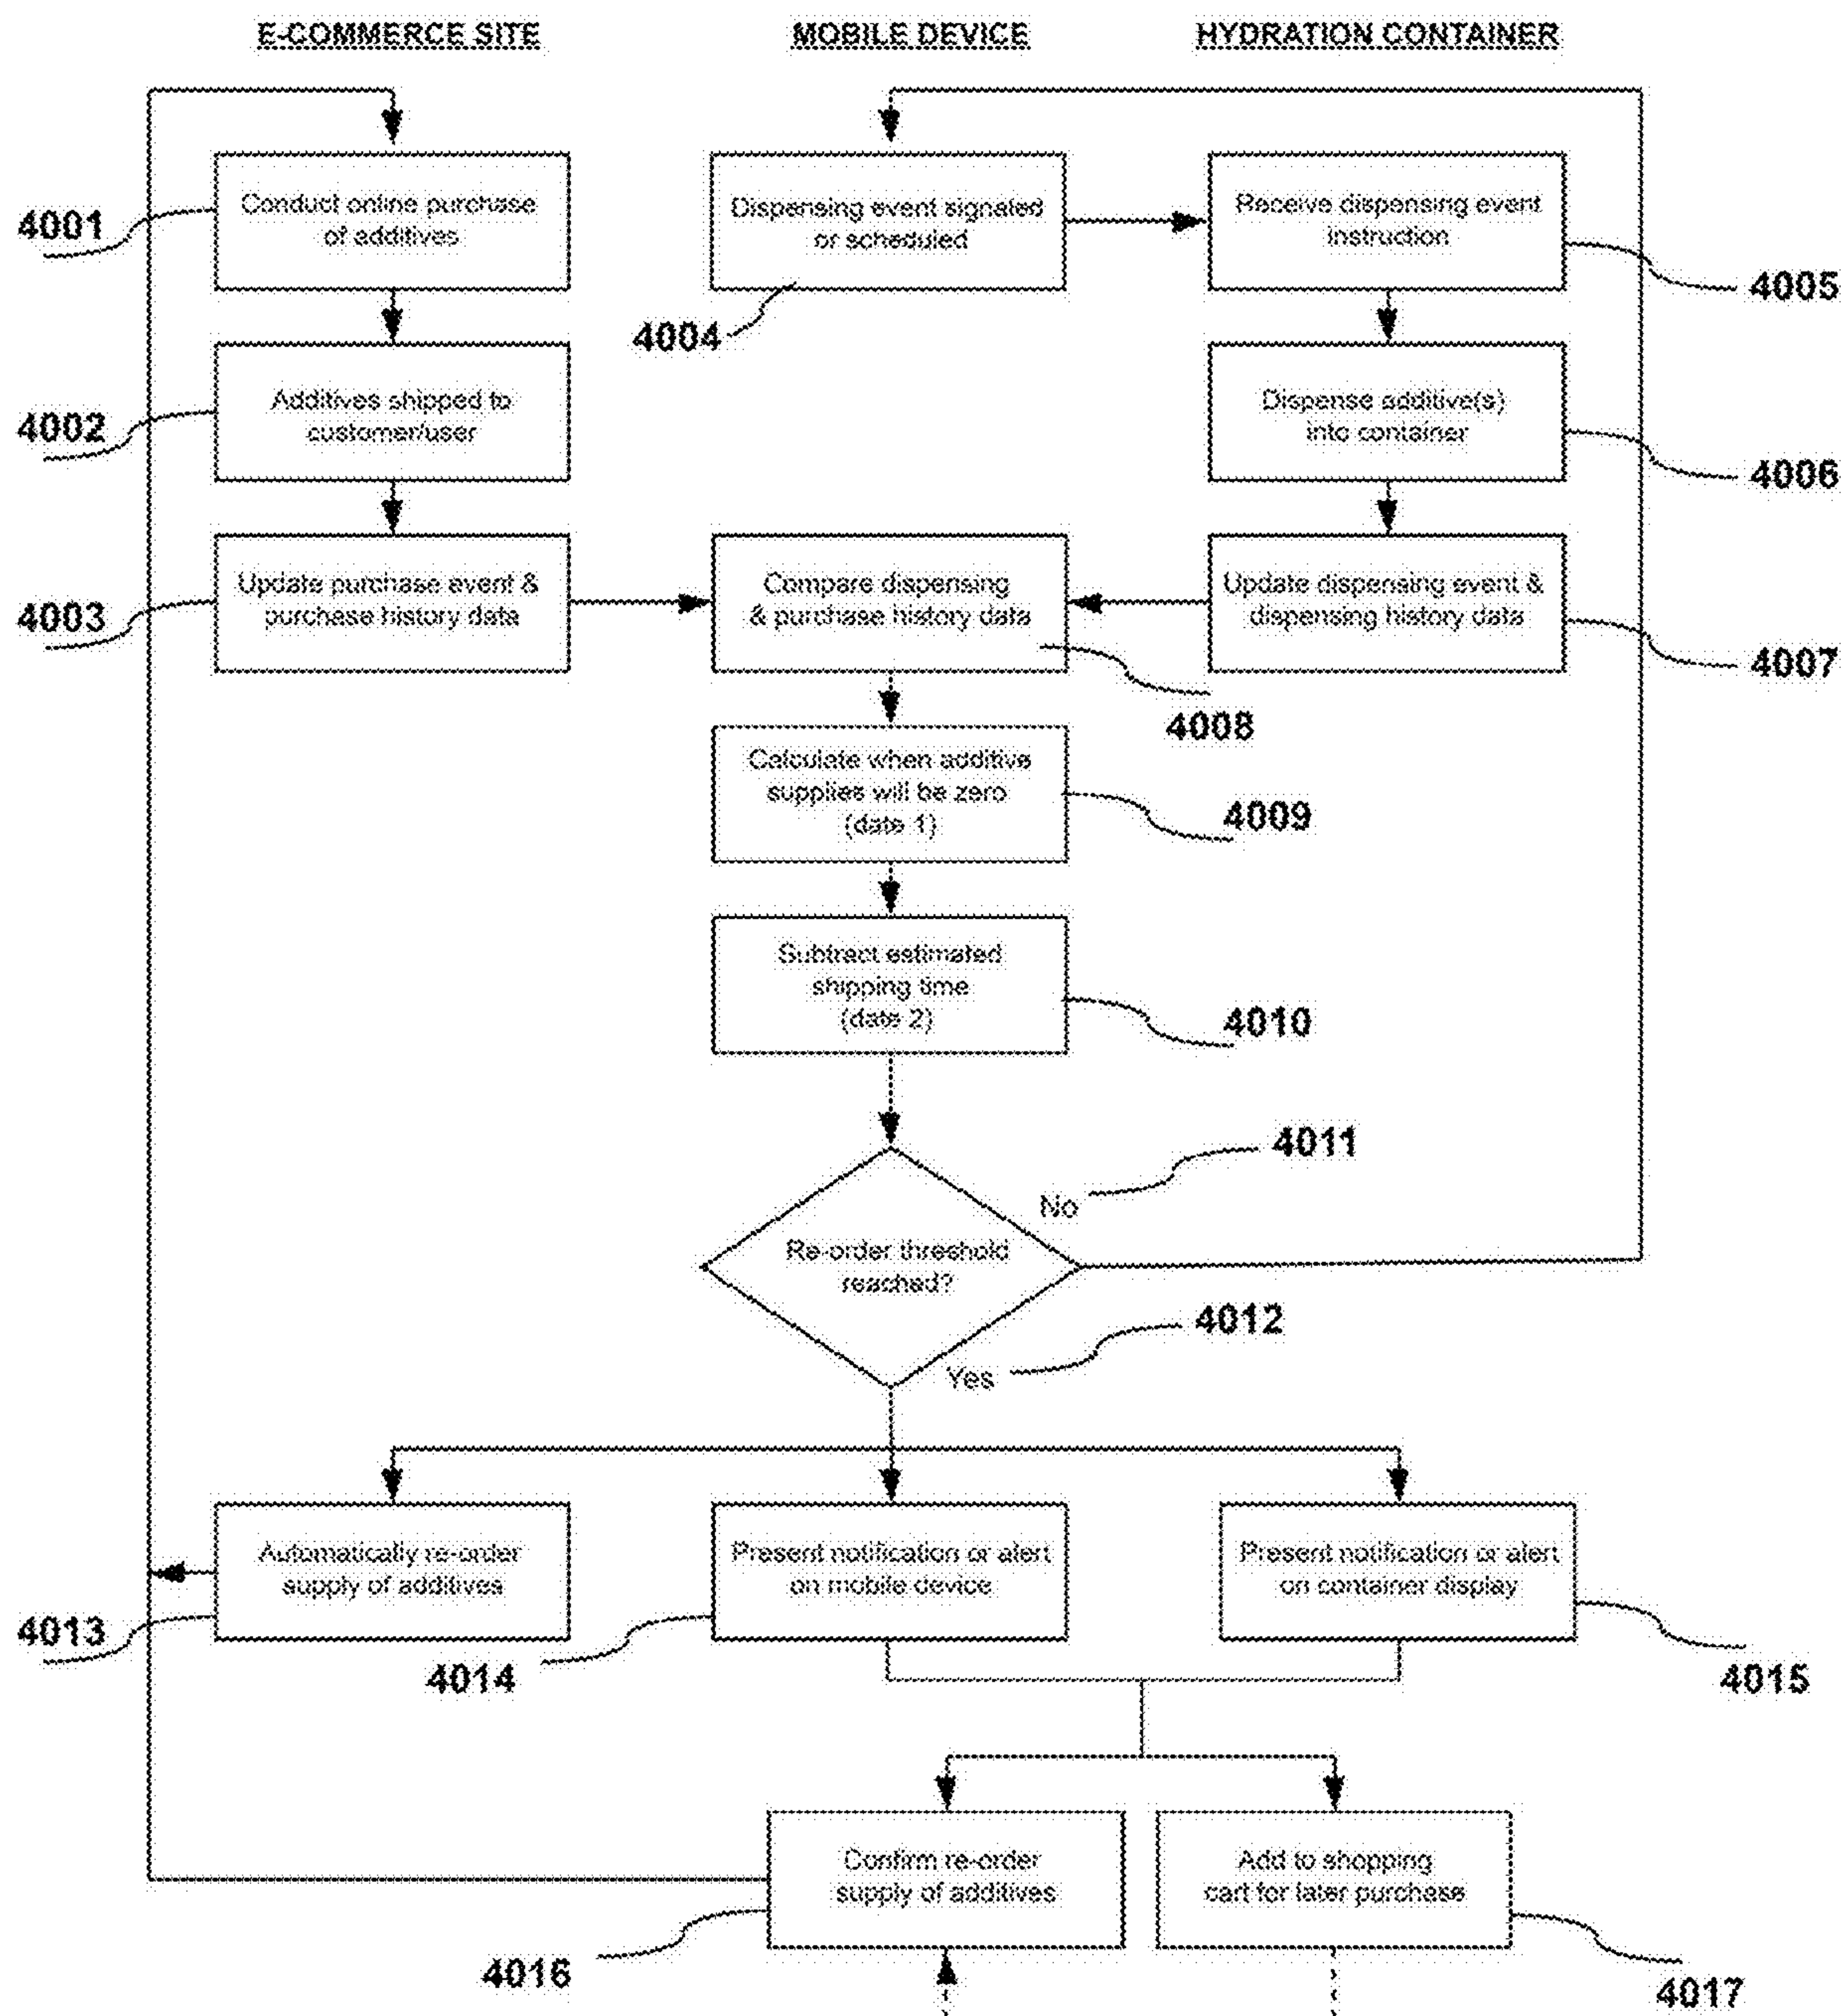 E-COMMERCE SITE
MOBILE DEVICE
HYDRATION CONTAINER
4001
Conduct online purchase
of additives
Dispensing event signaled
or scheduled
4004
Receive dispensing event
instruction
4005
4002
Additives shipped to
customer/user
Dispense additive(s)
into container
4006
4003
Update purchase event &
purchase history data
Compare dispensing
& purchase history data
4008
Update dispensing event &
dispensing history data
4007
Calculate when additive
supplies will be zero
(date 1)
4009
Subtract estimated
shipping time
(date 2)
4010
4011
No
Re-order threshold
reached?
4012
Yes
Automatically re-order
supply of additives
4013
Present notification or alert
on mobile device
4014
Present notification or alert
on container display
4015
Confirm re-order
supply of additives
4016
Add to shopping
cart for later purchase
4017